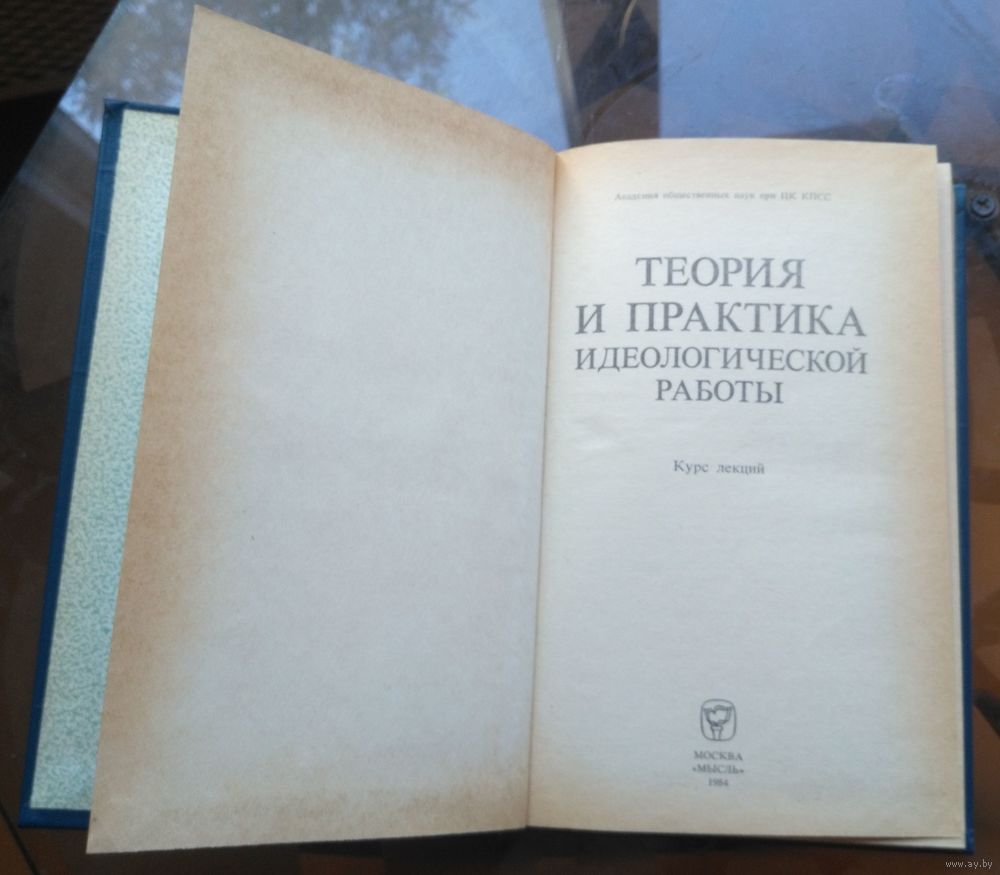 Академия общественных наук при ЦК КПСС
ТЕОРИЯ
И ПРАКТИКА
ИДЕОЛОГИЧЕСКОЙ
РАБОТЫ
Курс лекций
МОСКВА
«МЫСЛЬ»
1984
www.ay.by